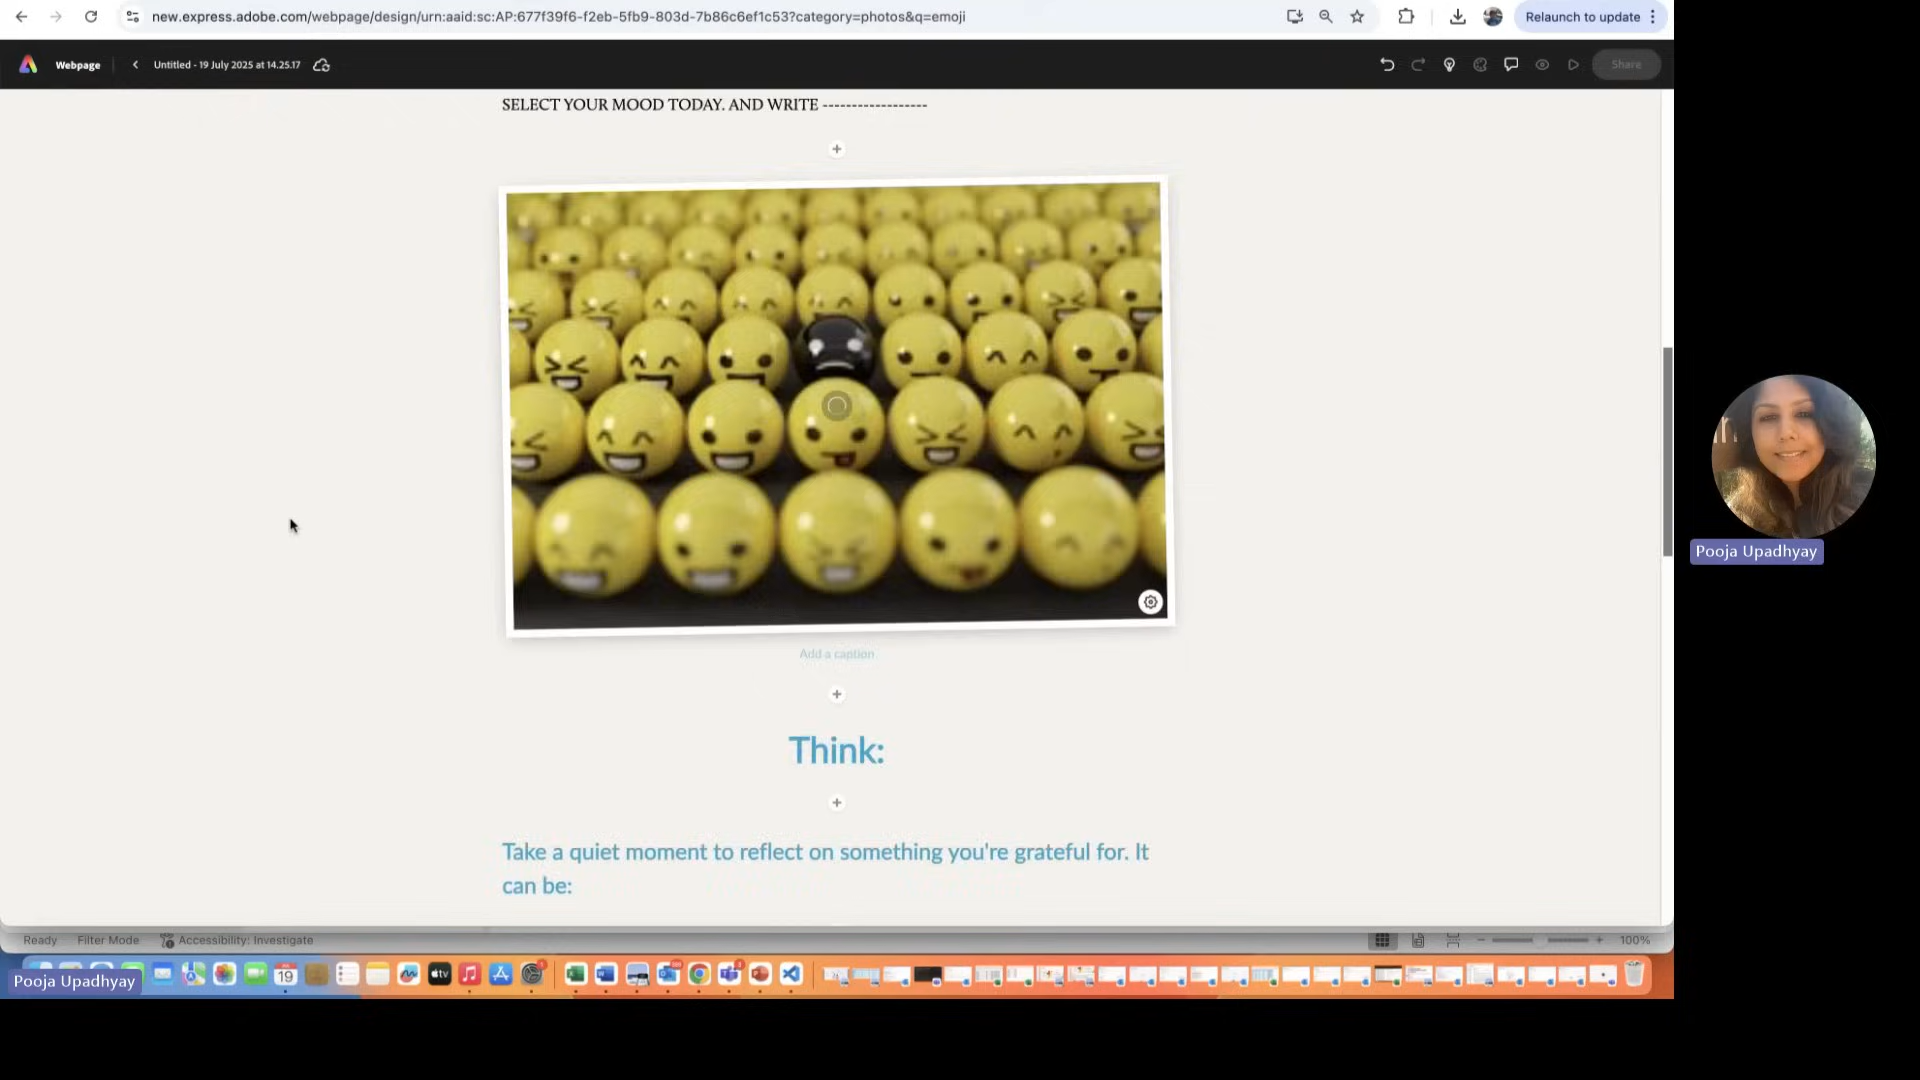 new.express.adobe.com/webpage/design/urn:aaid:sc:AP:677f39f6-f2eb-5fb9-803d-7b86c6ef1c53?category=photos&q=emoji
Relaunch to update
Webpage
Untitled - 19 July 2025 at 14.25.17
Share
SELECT YOUR MOOD TODAY. AND WRITE ------------------
Add a caption
Think:
Take a quiet moment to reflect on something you're grateful for. It
can be:
Pooja Upadhyay
Ready
Filter Mode
Accessibility: Investigate
100%
Pooja Upadhyay
19
tv